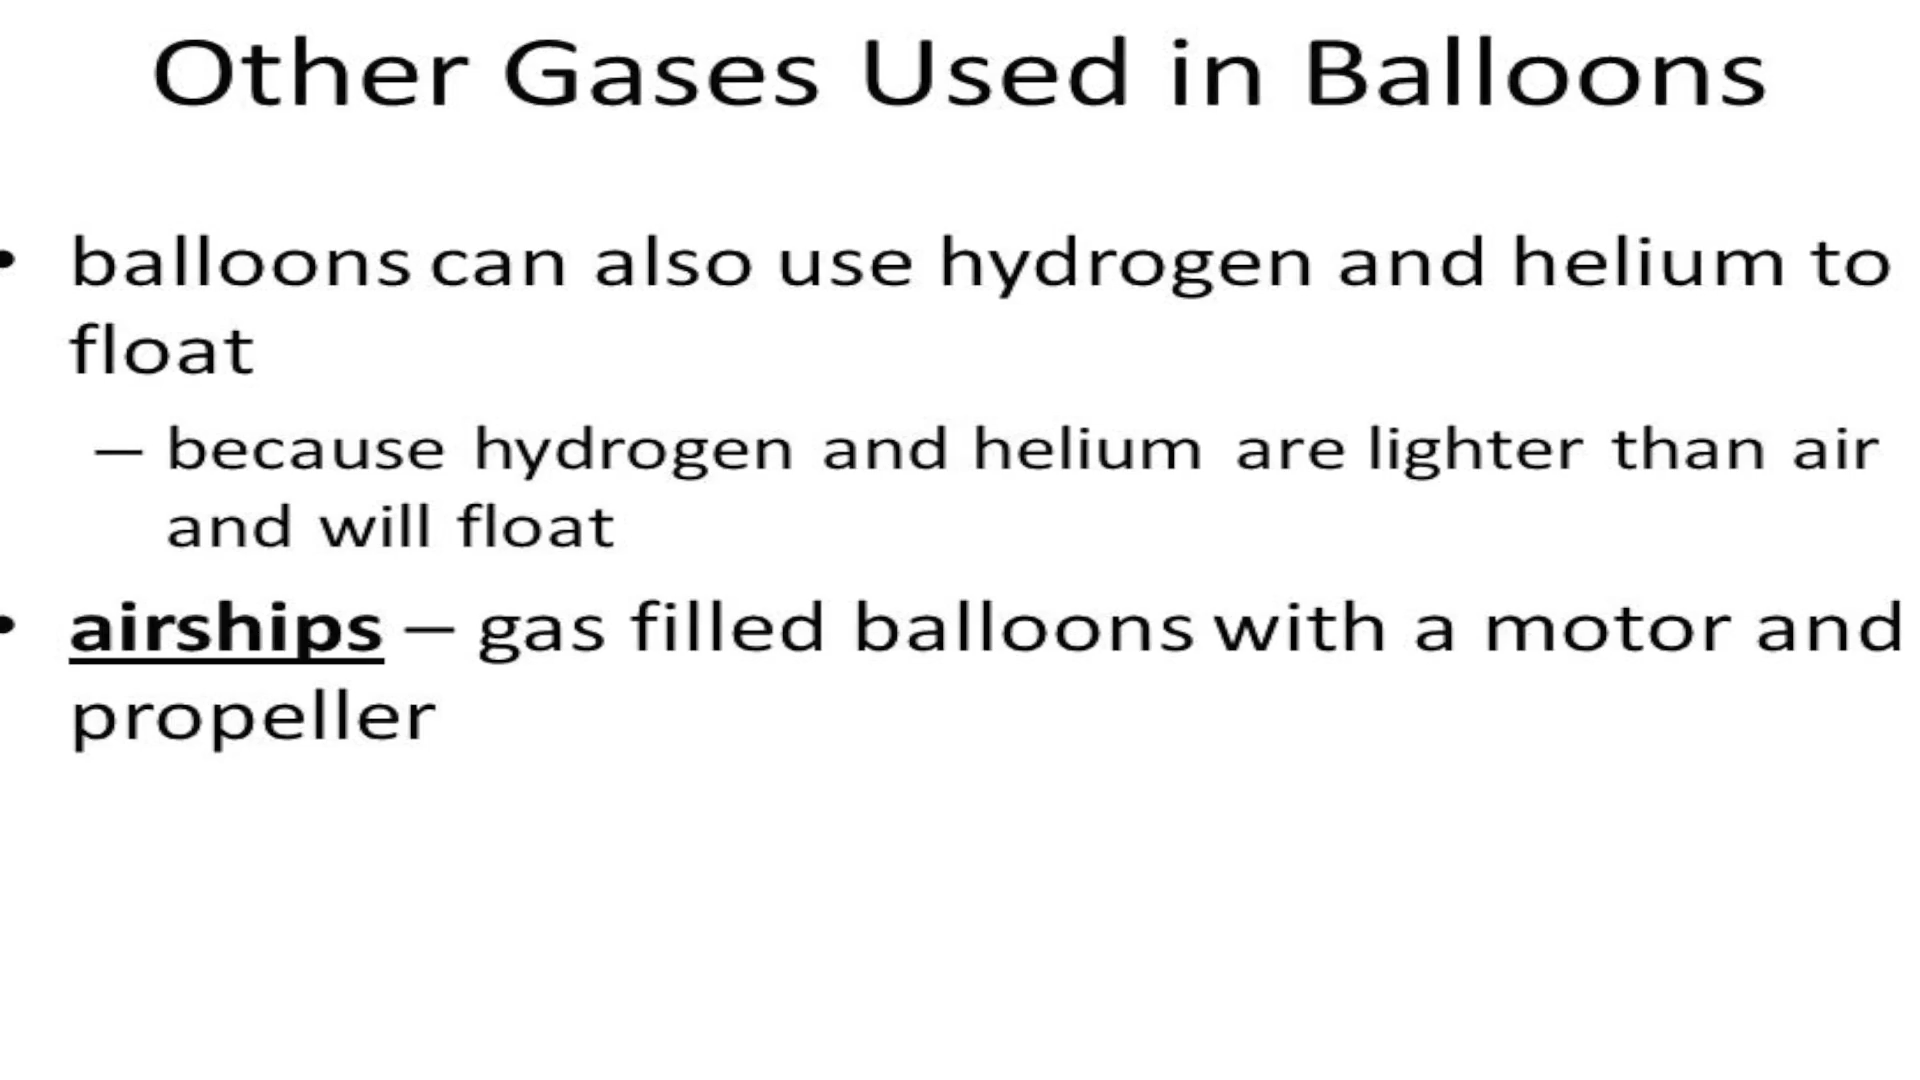 Other Gases Used in Balloons
• balloons can also use hydrogen and helium to
float
– because hydrogen and helium are lighter than air
and will float
• airships – gas filled balloons with a motor and
propeller